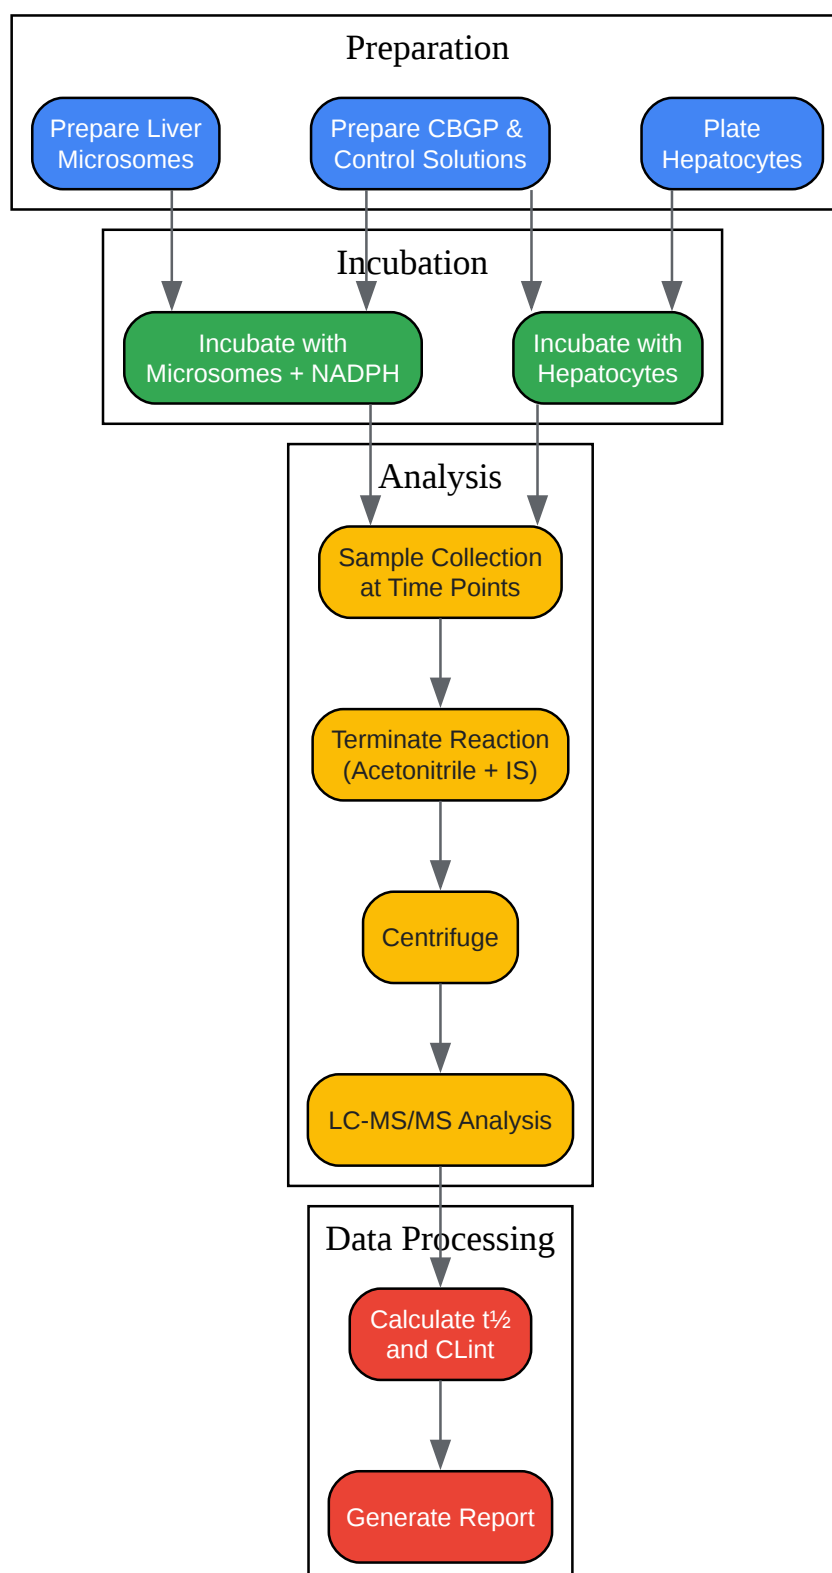 Preparation
Prepare Liver
Microsomes
Prepare CBGP &
Control Solutions
Plate
Hepatocytes
Incubation
Incubate with
Microsomes + NADPH
Incubate with
Hepatocytes
Analysis
Sample Collection
at Time Points
Terminate Reaction
(Acetonitrile + IS)
Centrifuge
LC-MS/MS Analysis
Data Processing
Calculate t½
and CLint
Generate Report